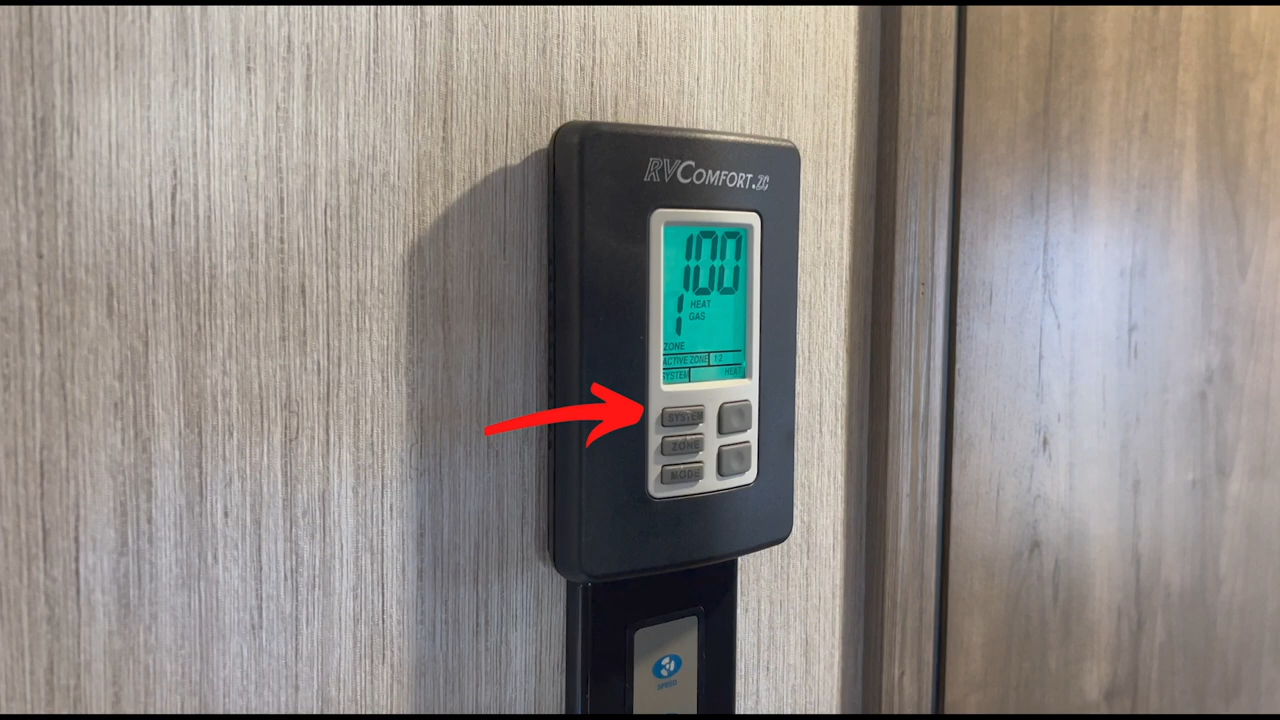 RVCOMFORT.ZC
100
HEAT
1 GAS
ZONE
ACTIVE ZONE 12
SYSTEM HEAT
SYSTEM
ZONE
MODE
SPEED